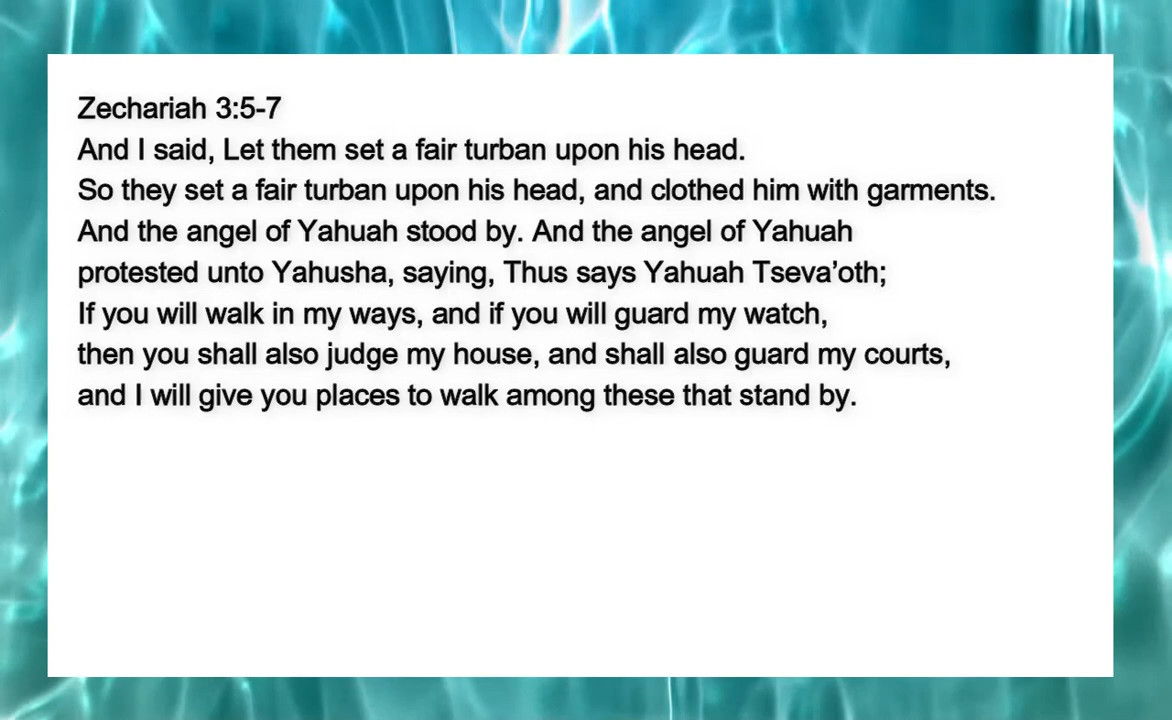 Zechariah 3:5-7
And I said, Let them set a fair turban upon his head.
So they set a fair turban upon his head, and clothed him with garments.
And the angel of Yahuah stood by. And the angel of Yahuah
protested unto Yahusha, saying, Thus says Yahuah Tseva’oth;
If you will walk in my ways, and if you will guard my watch,
then you shall also judge my house, and shall also guard my courts,
and I will give you places to walk among these that stand by.